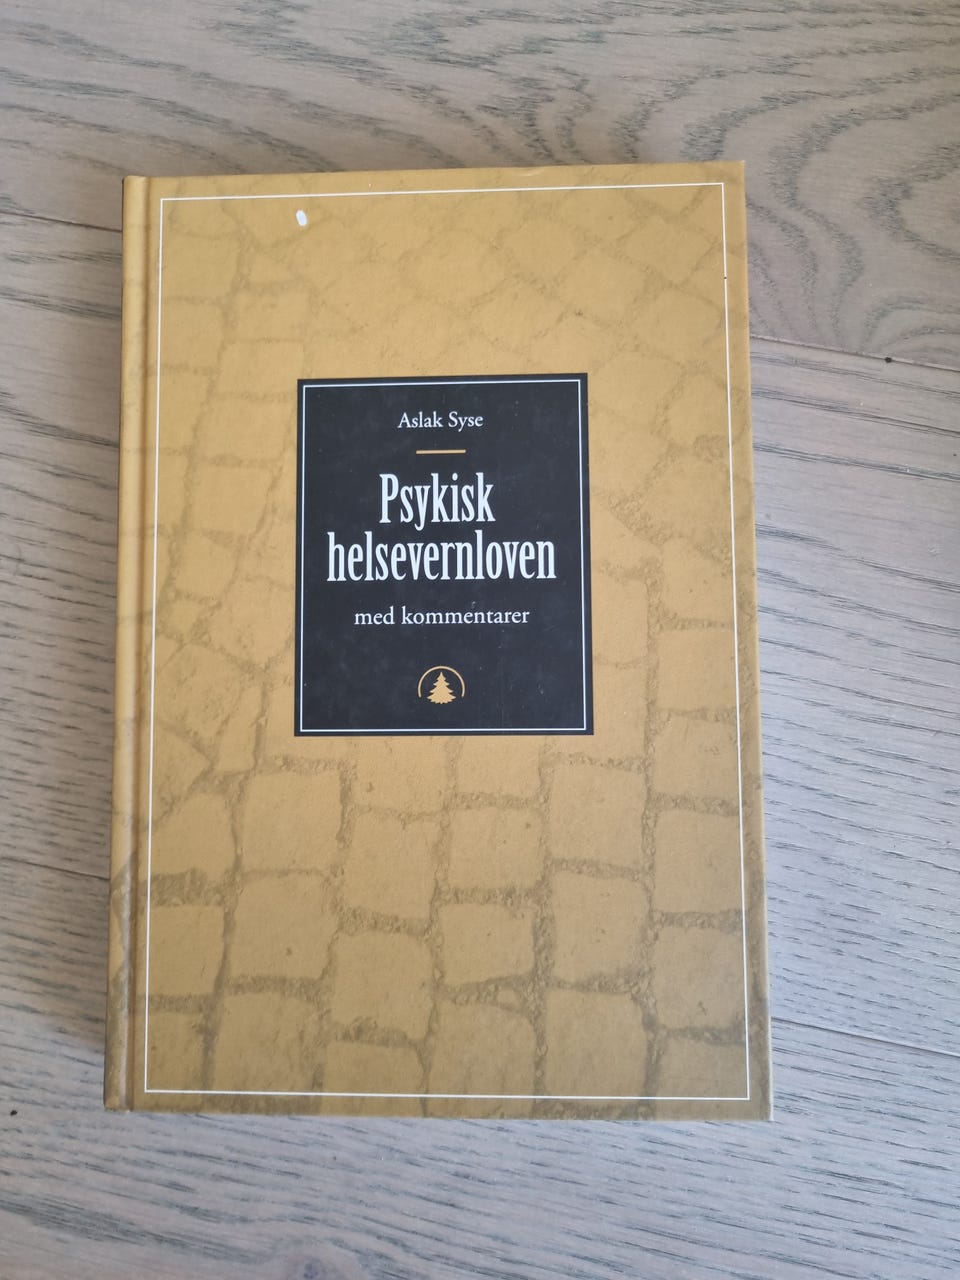 Aslak Syse
Psykisk
helsevernloven
med kommentarer